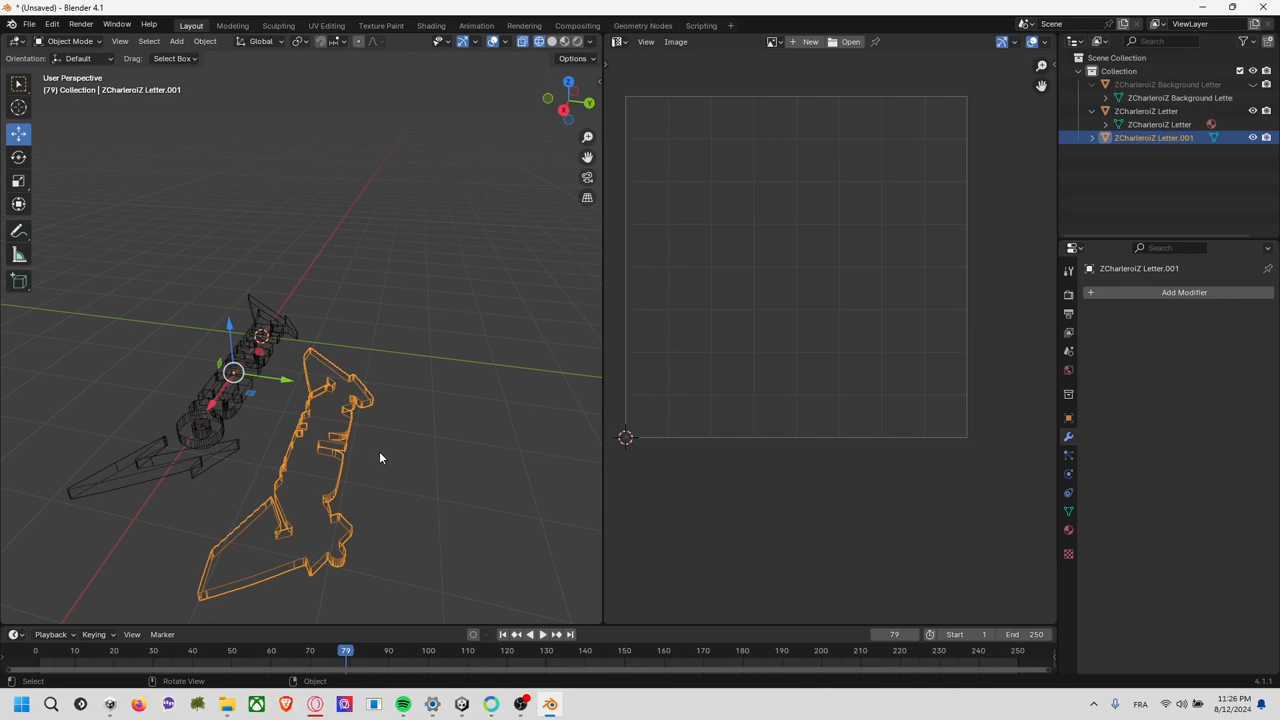 * (Unsaved) - Blender 4.1
File Edit Render Window Help Layout Modeling Sculpting UV Editing Texture Paint Shading Animation Rendering Compositing Geometry Nodes Scripting + Scene ViewLayer
Object Mode View Select Add Object Global View Image New Open Search
Orientation: Default Drag: Select Box Options
Scene Collection
Collection
User Perspective
(79) Collection | ZCharleroiZ Letter.001
ZCharleroiZ Background Letter
ZCharleroiZ Background Lette
ZCharleroiZ Letter
ZCharleroiZ Letter
ZCharleroiZ Letter.001
Z
Y
X
Search
ZCharleroiZ Letter.001
+ Add Modifier
Playback Keying View Marker 79 Start 1 End 250
0 10 20 30 40 50 60 70 79 90 100 110 120 130 140 150 160 170 180 190 200 210 220 230 240 250
Select Rotate View Object 4.1.1
FRA
11:26 PM
8/12/2024